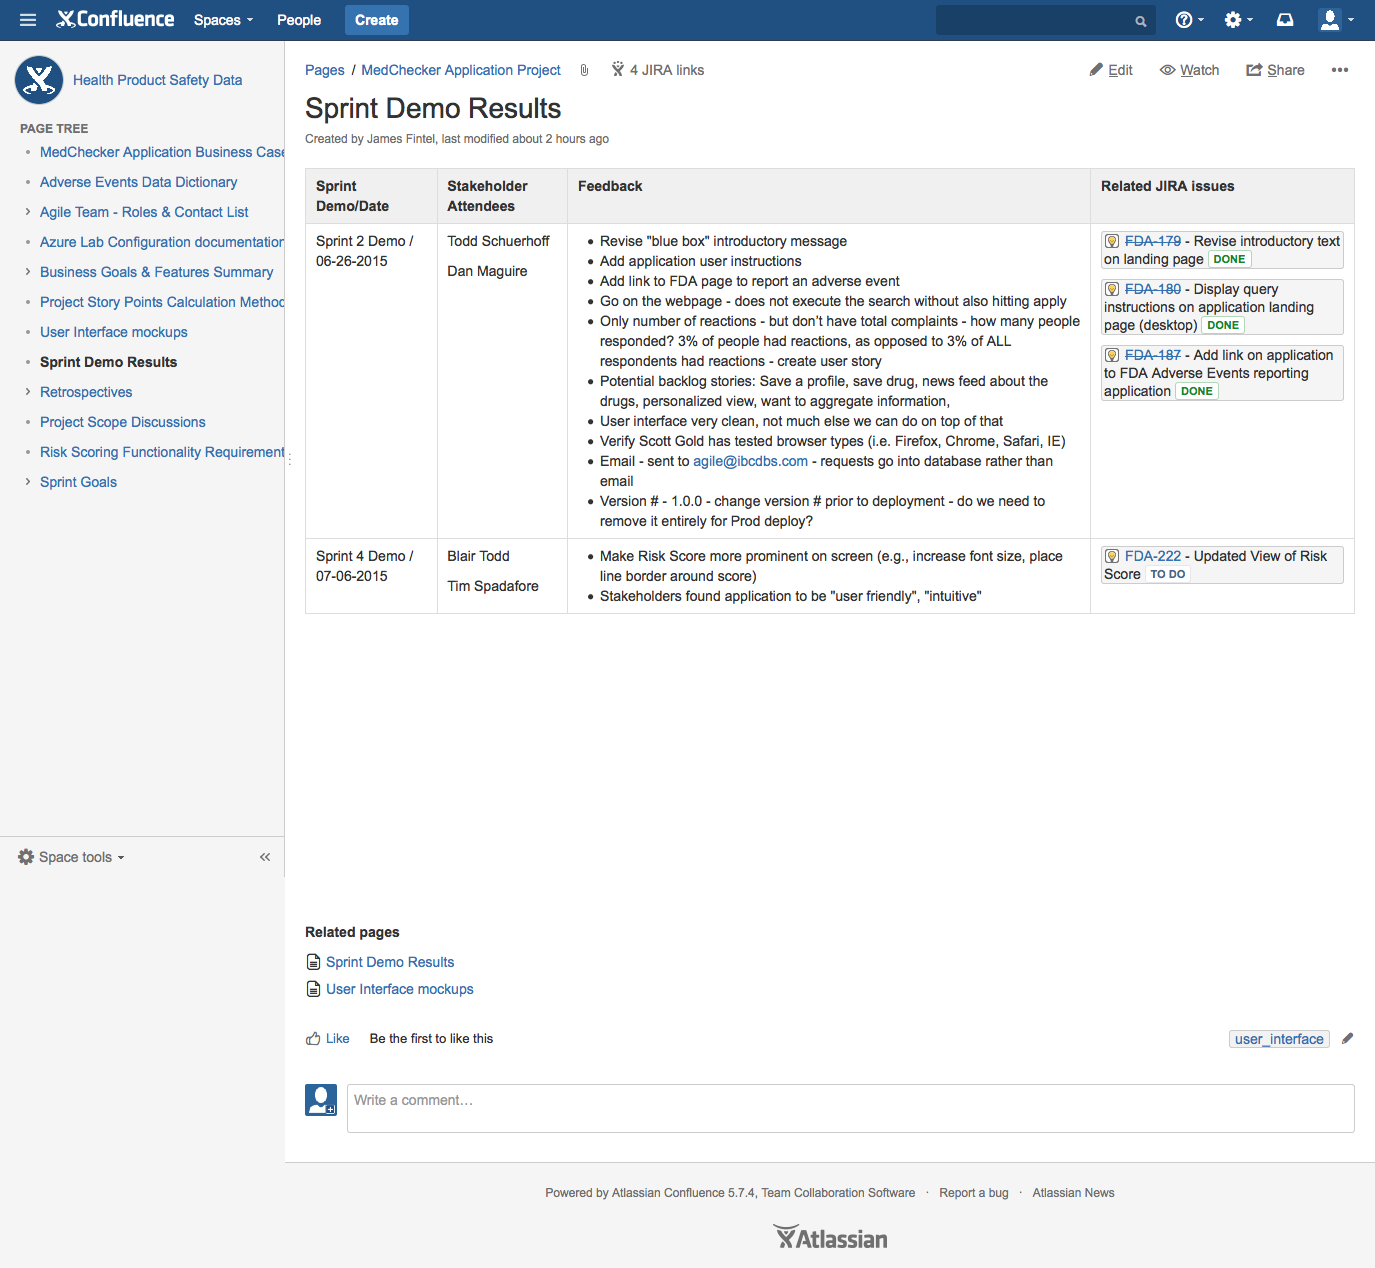 Confluence Spaces People Create
Health Product Safety Data
PAGE TREE
MedChecker Application Business Case
Adverse Events Data Dictionary
Agile Team - Roles & Contact List
Azure Lab Configuration documentation
Business Goals & Features Summary
Project Story Points Calculation Method
User Interface mockups
Sprint Demo Results
Retrospectives
Project Scope Discussions
Risk Scoring Functionality Requirement
Sprint Goals
Space tools
Pages / MedChecker Application Project 4 JIRA links
Edit Watch Share
Sprint Demo Results
Created by James Fintel, last modified about 2 hours ago
Sprint
Demo/Date
Stakeholder
Attendees
Feedback
Related JIRA issues
Sprint 2 Demo /
06-26-2015
Todd Schuerhoff
Dan Maguire
• Revise "blue box" introductory message
• Add application user instructions
• Add link to FDA page to report an adverse event
• Go on the webpage - does not execute the search without also hitting apply
• Only number of reactions - but don't have total complaints - how many people
responded? 3% of people had reactions, as opposed to 3% of ALL
respondents had reactions - create user story
• Potential backlog stories: Save a profile, save drug, news feed about the
drugs, personalized view, want to aggregate information,
• User interface very clean, not much else we can do on top of that
• Verify Scott Gold has tested browser types (i.e. Firefox, Chrome, Safari, IE)
• Email - sent to agile@ibcdbs.com - requests go into database rather than
email
• Version # - 1.0.0 - change version # prior to deployment - do we need to
remove it entirely for Prod deploy?
FDA-179 - Revise introductory text
on landing page DONE
FDA-180 - Display query
instructions on application landing
page (desktop) DONE
FDA-187 - Add link on application
to FDA Adverse Events reporting
application DONE
Sprint 4 Demo /
07-06-2015
Blair Todd
Tim Spadafore
• Make Risk Score more prominent on screen (e.g., increase font size, place
line border around score)
• Stakeholders found application to be "user friendly", "intuitive"
FDA-222 - Updated View of Risk
Score TO DO
Related pages
Sprint Demo Results
User Interface mockups
Like Be the first to like this
user_interface
Write a comment…
Powered by Atlassian Confluence 5.7.4, Team Collaboration Software · Report a bug · Atlassian News
Atlassian